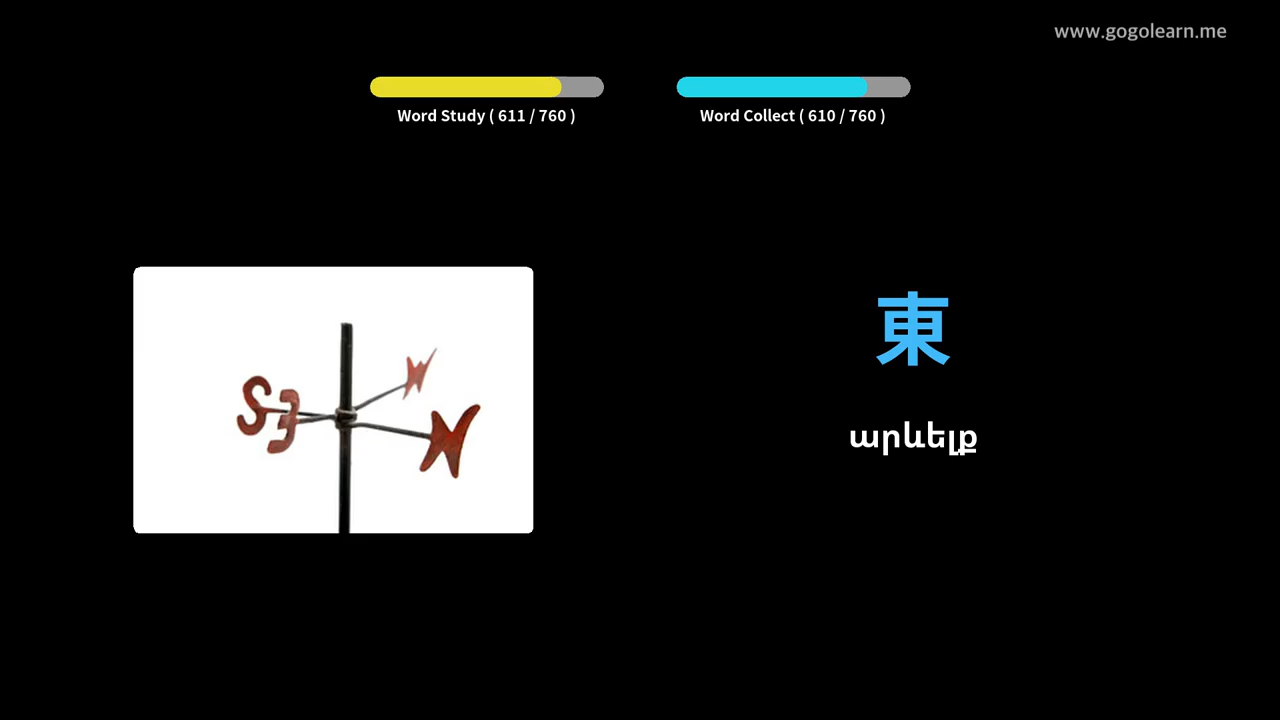 www.gogolearn.me
Word Study ( 611 / 760 )
Word Collect ( 610 / 760 )
東
արևելք
S E N